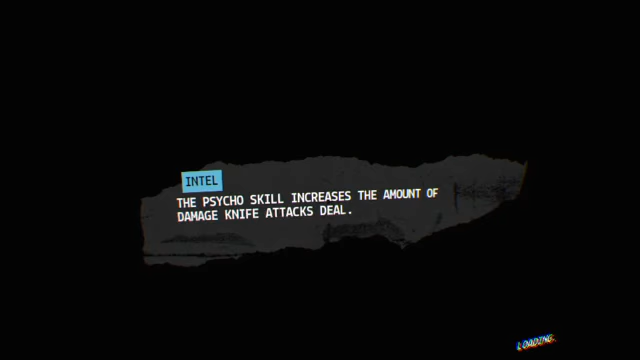 INTEL
THE PSYCHO SKILL INCREASES THE AMOUNT OF
DAMAGE KNIFE ATTACKS DEAL.
LOADING